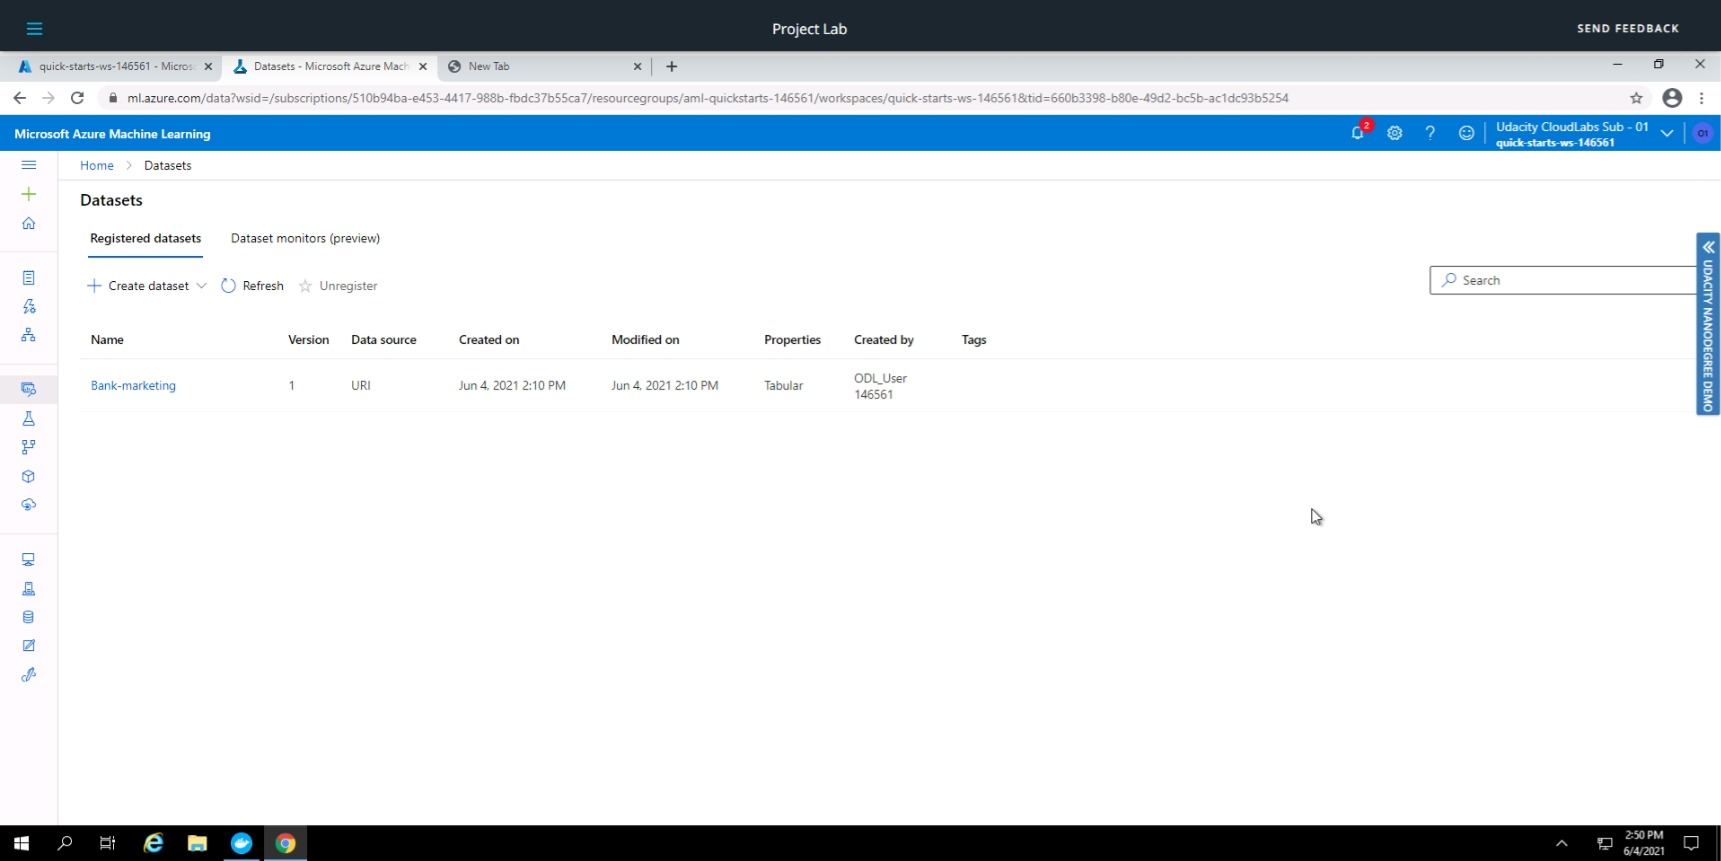 Project Lab
SEND FEEDBACK
quick-starts-ws-146561 - Micros
Datasets - Microsoft Azure Mach
New Tab
ml.azure.com/data?wsid=/subscriptions/510b94ba-e453-4417-988b-fbdc37b55ca7/resourcegroups/aml-quickstarts-146561/workspaces/quick-starts-ws-146561&tid=660b3398-b80e-49d2-bc5b-ac1dc93b5254
Microsoft Azure Machine Learning
2
Udacity CloudLabs Sub - 01
quick-starts-ws-146561
O1
Home > Datasets
Datasets
Registered datasets
Dataset monitors (preview)
Create dataset
Refresh
Unregister
Search
UDACITY NANODEGREE DEMO
Name Version Data source Created on Modified on Properties Created by Tags
Bank-marketing 1 URI Jun 4, 2021 2:10 PM Jun 4, 2021 2:10 PM Tabular ODL_User
146561
2:50 PM
6/4/2021